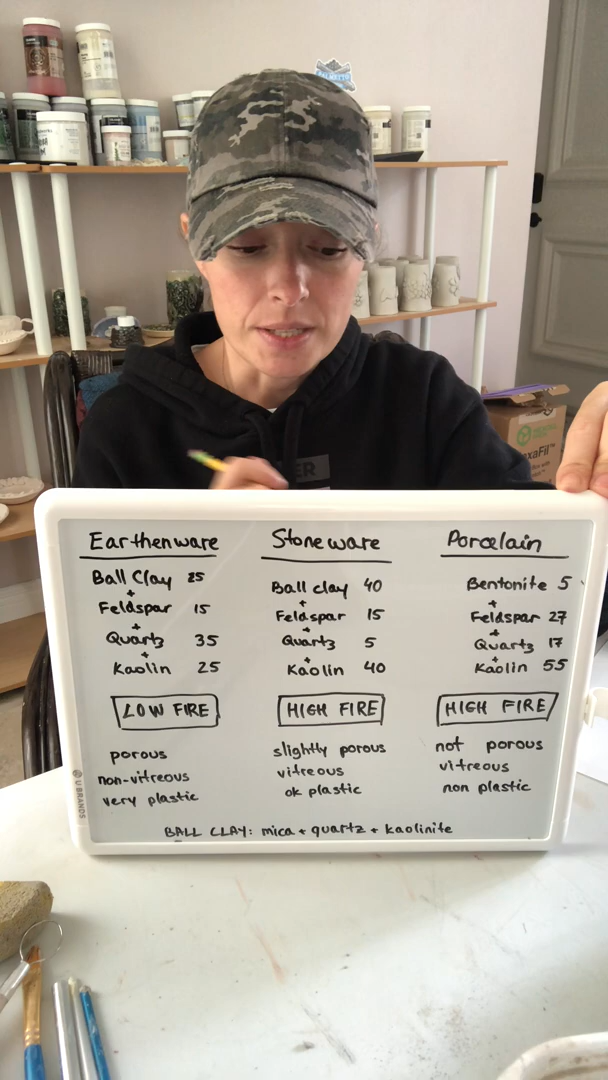 Earthenware
Ball Clay 25
+
Feldspar 15
+
Quartz 35
+
Kaolin 25
LOW FIRE
porous
non-vitreous
very plastic
Stoneware
Ball clay 40
+
Feldspar 15
+
Quartz 5
+
Kaolin 40
HIGH FIRE
slightly porous
vitreous
ok plastic
Porcelain
Bentonite 5
+
Feldspar 27
+
Quartz 17
+
Kaolin 55
HIGH FIRE
not porous
vitreous
non plastic
BALL CLAY: mica + quartz + kaolinite
U BRANDS